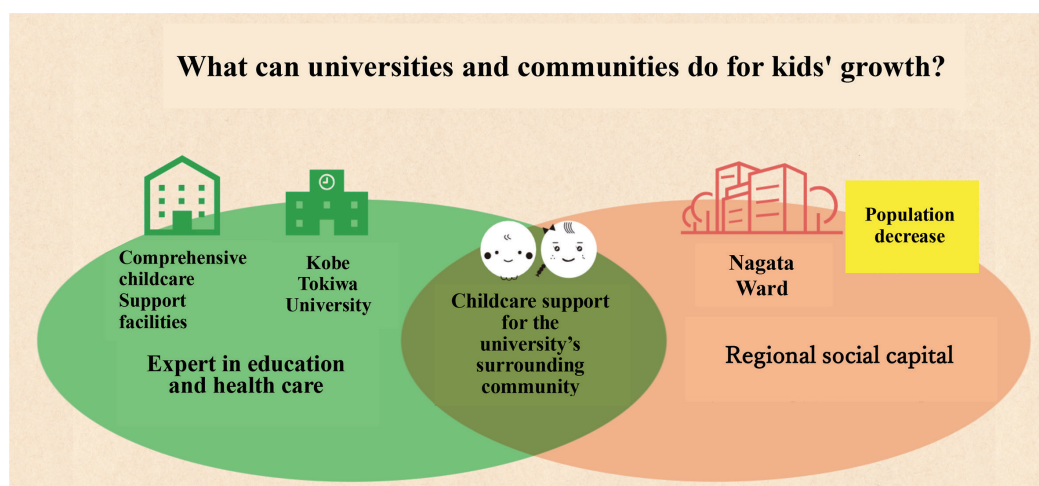 What can universities and communities do for kids' growth?
Comprehensive
childcare
Support
facilities
Kobe
Tokiwa
University
Expert in education
and health care
Childcare support
for the
university’s
surrounding
community
Nagata
Ward
Population
decrease
Regional social capital